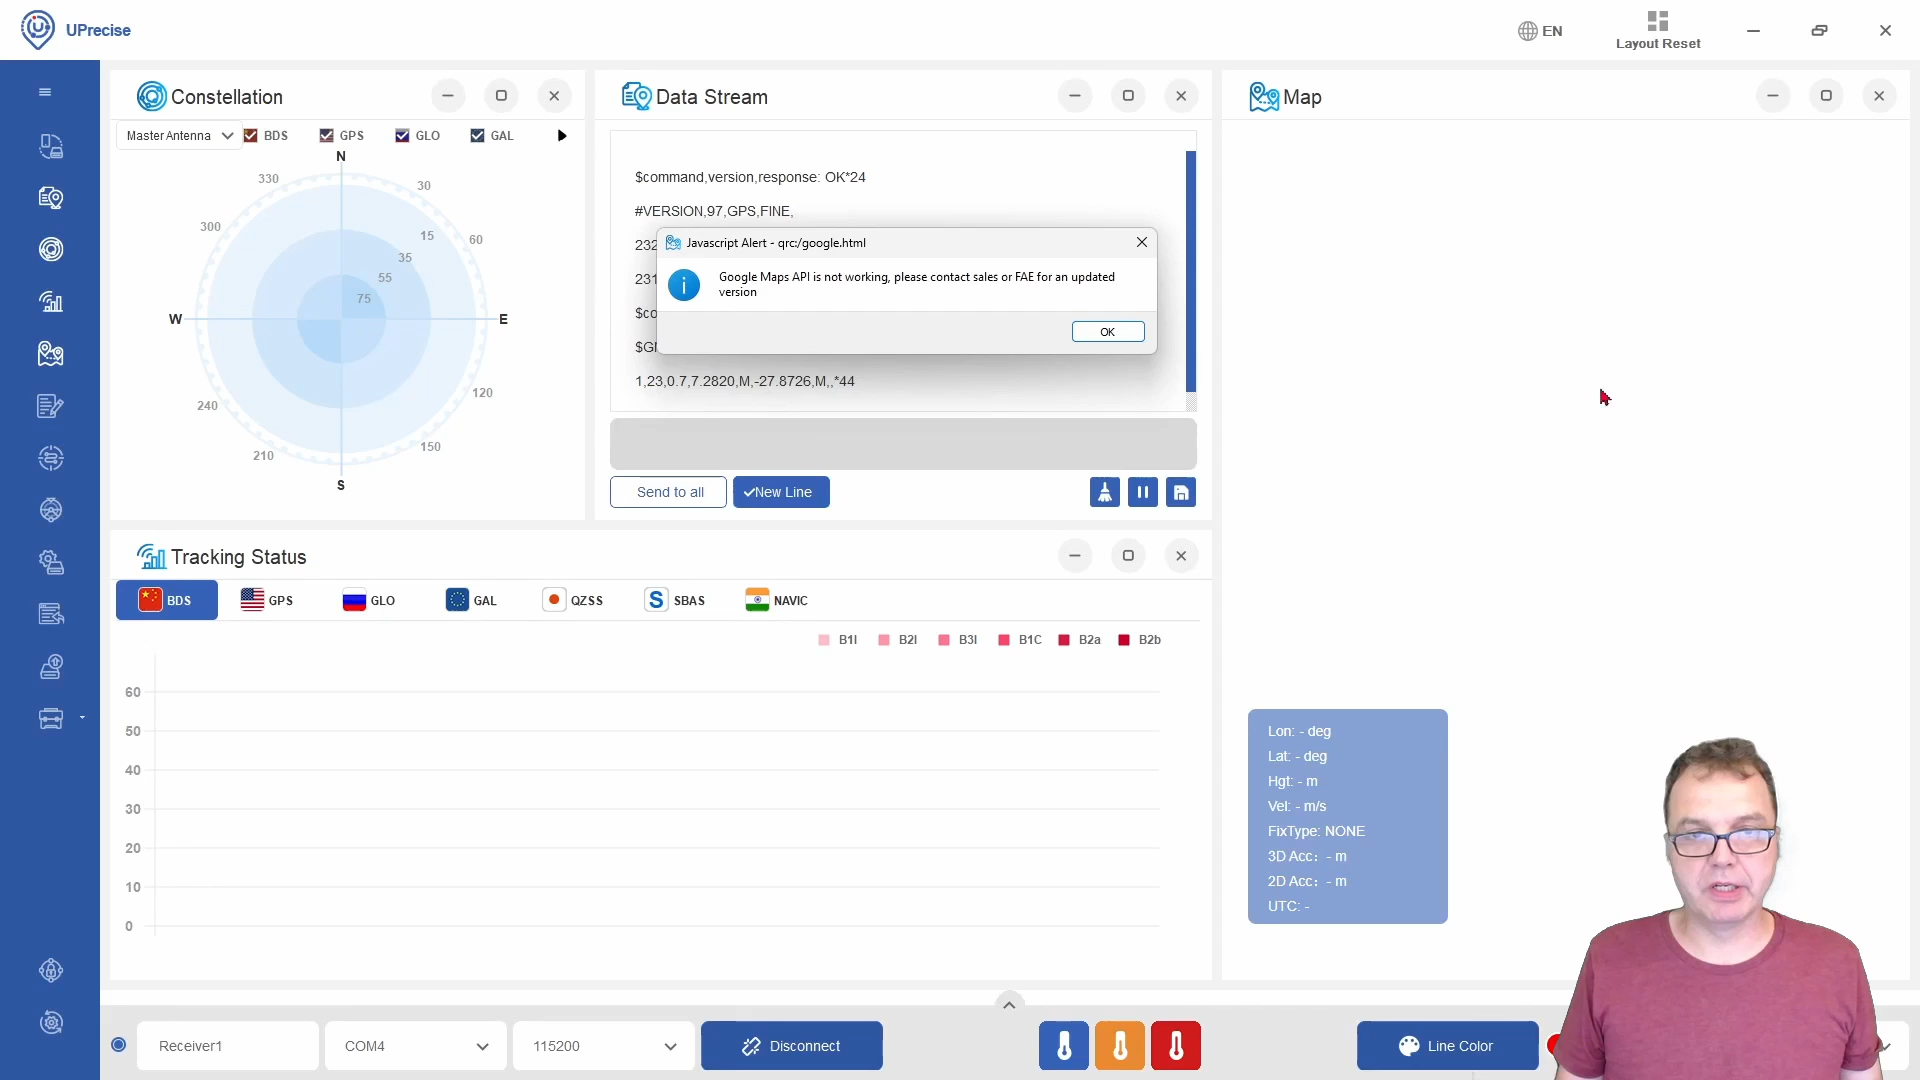 UPrecise
EN
Layout Reset
Constellation
Master Antenna
BDS
GPS
GLO
GAL
N
330
30
300
15
60
35
55
75
W
E
240
120
210
150
S
Data Stream
$command,version,response: OK*24
#VERSION,97,GPS,FINE,
232
231
$co
1,23,0.7,7.2820,M,-27.8726,M,,*44
Javascript Alert - qrc:/google.html
Google Maps API is not working, please contact sales or FAE for an updated
version
OK
Send to all
New Line
Map
Tracking Status
BDS
GPS
GLO
GAL
QZSS
S
SBAS
NAVIC
B1I
B2I
B3I
B1C
B2a
B2b
60
50
40
30
20
10
0
Lon: - deg
Lat: - deg
Hgt: - m
Vel: - m/s
FixType: NONE
3D Acc: - m
2D Acc: - m
UTC: -
Receiver1
COM4
115200
Disconnect
Line Color